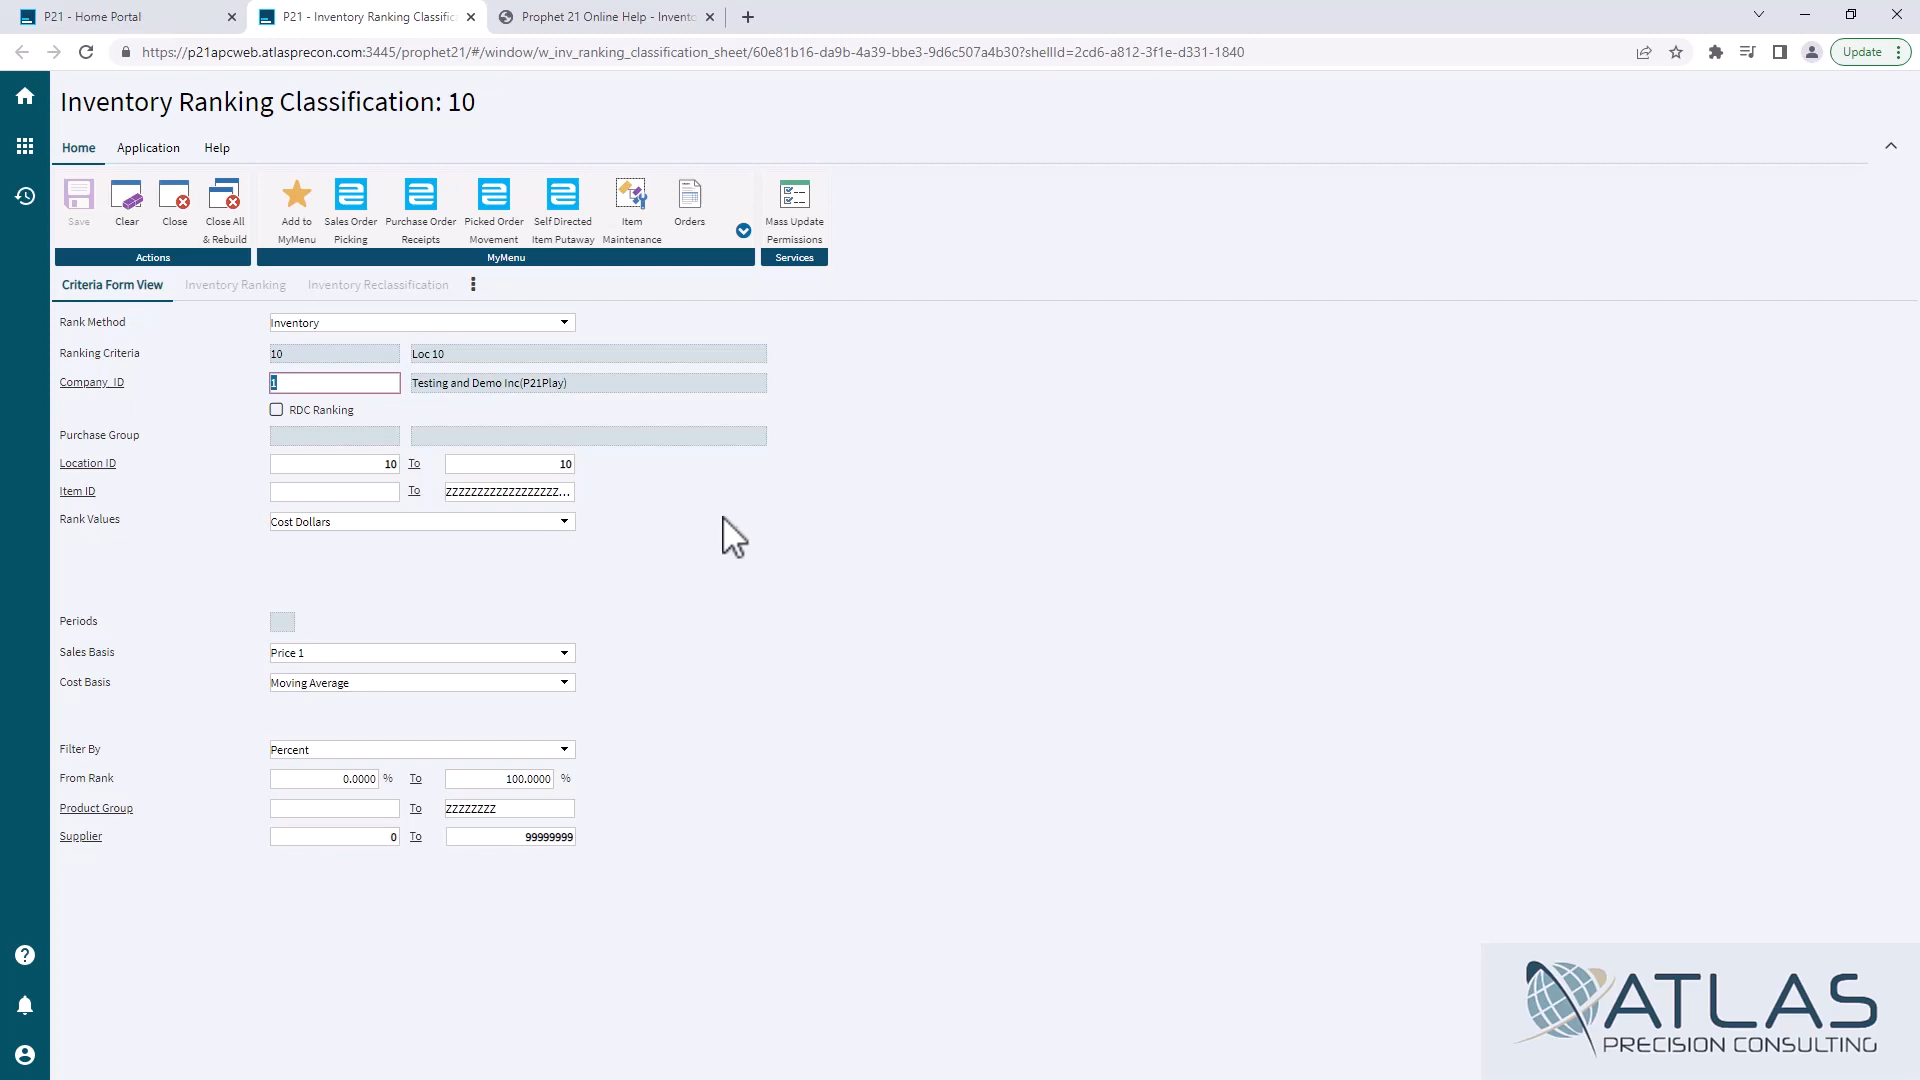 P21 - Home Portal
P21 - Inventory Ranking Classific
Prophet 21 Online Help - Invento
https://p21apcweb.atlasprecon.com:3445/prophet21/#/window/w_inv_ranking_classification_sheet/60e81b16-da9b-4a39-bbe3-9d6c507a4b30?shellId=2cd6-a812-3f1e-d331-1840
Update
Inventory Ranking Classification: 10
Home Application Help
Save
Clear
Close
Close All
& Rebuild
Add to
MyMenu
Sales Order
Picking
Purchase Order
Receipts
Picked Order
Movement
Self Directed
Item Putaway
Item
Maintenance
Orders
Mass Update
Permissions
Actions
MyMenu
Services
Criteria Form View Inventory Ranking Inventory Reclassification
Rank Method Inventory
Ranking Criteria 10 Loc 10
Company_ID 1 Testing and Demo Inc(P21Play)
RDC Ranking
Purchase Group
Location ID 10 To 10
Item ID To ZZZZZZZZZZZZZZZZZZ...
Rank Values Cost Dollars
Periods
Sales Basis Price 1
Cost Basis Moving Average
Filter By Percent
From Rank 0.0000 % To 100.0000 %
Product Group To ZZZZZZZZ
Supplier 0 To 99999999
ATLAS
PRECISION CONSULTING